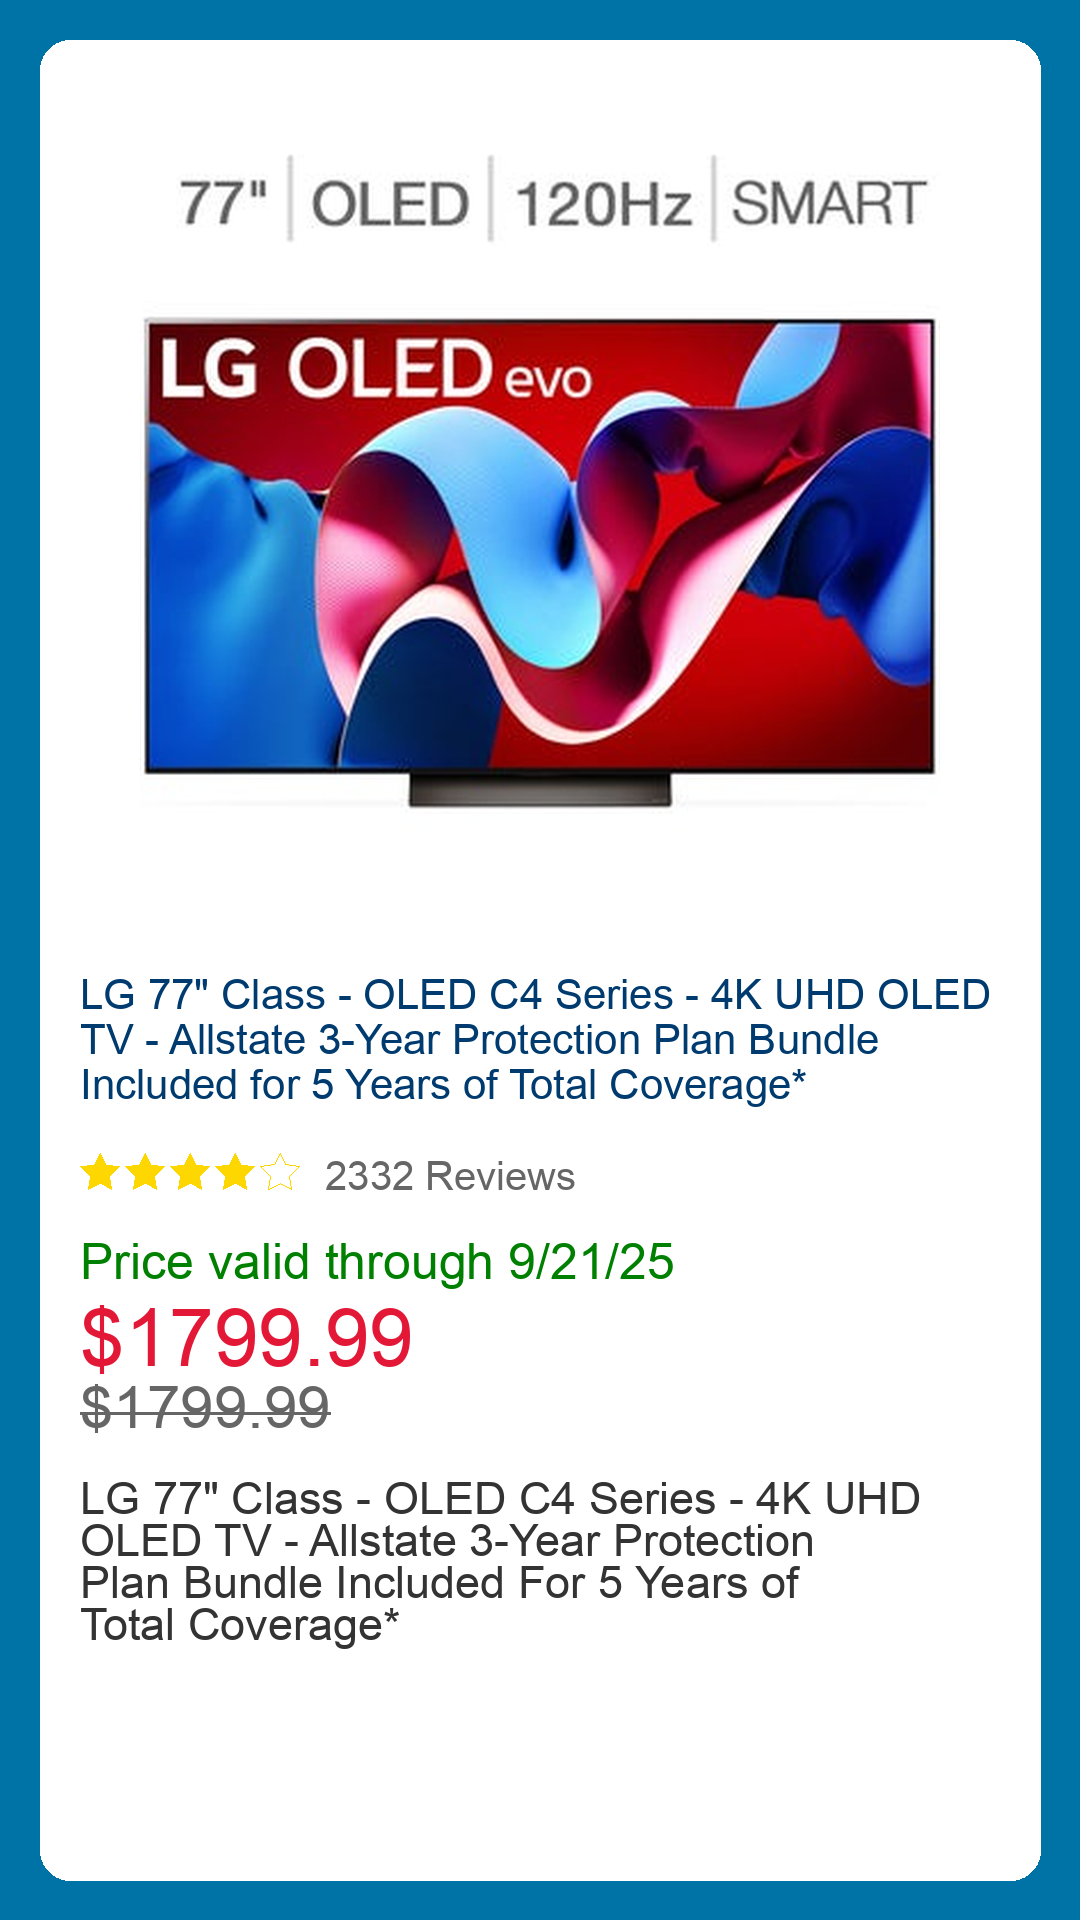 77" | OLED | 120Hz | SMART
LG OLED evo
LG 77" Class - OLED C4 Series - 4K UHD OLED
TV - Allstate 3-Year Protection Plan Bundle
Included for 5 Years of Total Coverage*
2332 Reviews
Price valid through 9/21/25
$1799.99
$1799.99
LG 77" Class - OLED C4 Series - 4K UHD
OLED TV - Allstate 3-Year Protection
Plan Bundle Included For 5 Years of
Total Coverage*